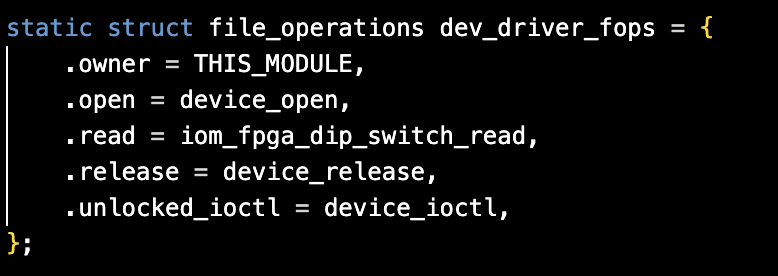 static struct file_operations dev_driver_fops = {
    .owner = THIS_MODULE,
    .open = device_open,
    .read = iom_fpga_dip_switch_read,
    .release = device_release,
    .unlocked_ioctl = device_ioctl,
};